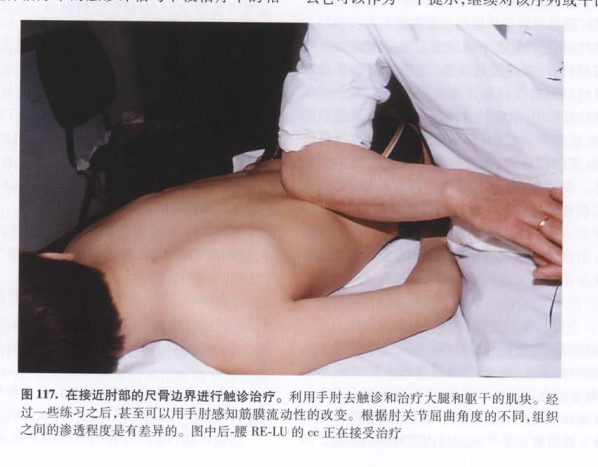 图 117. 在接近肘部的尺骨边界进行触诊治疗。利用手肘去触诊和治疗大腿和躯干的肌块。经
过一些练习之后,甚至可以用手肘感知筋膜流动性的改变。根据肘关节屈曲角度的不同,组织
之间的渗透程度是有差异的。图中后-腰 RE-LU 的 cc 正在接受治疗